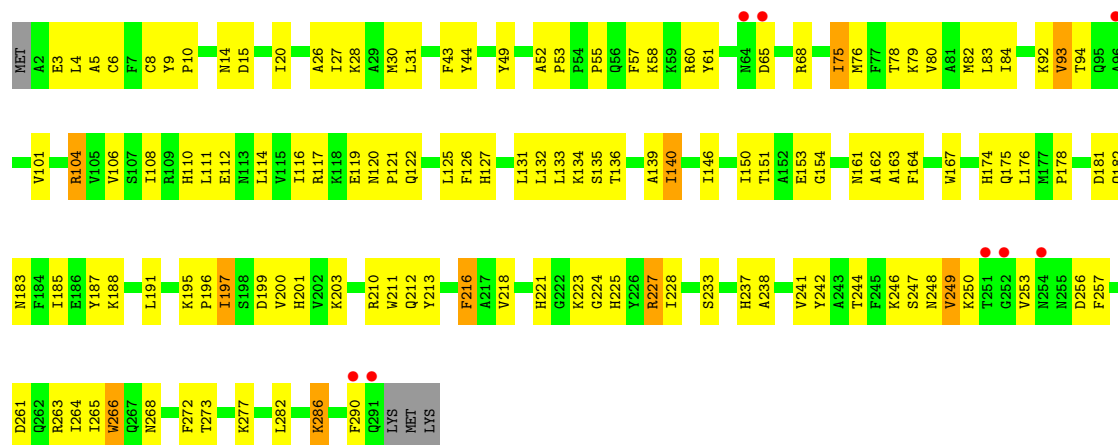 MET A2 E3 L4 A5 C6 F7 C8 Y9 P10 N14 D15 I20 A26 I27 K28 A29 M30 L31 F43 Y44 Y49 A52 P53 P54 P55 Q56 F57 K58 K59 R60 Y61 N64 D65 R68 I75 M76 F77 T78 K79 V80 A81 M82 L83 I84 K92 V93 T94 Q95 A96
V101 R104 V105 V106 S107 I108 R109 H110 L111 E112 N113 L114 V115 I116 R117 K118 E119 N120 P121 Q122 L125 F126 H127 L131 L132 L133 K134 S135 T136 A139 I140 I146 I150 T151 A152 E153 G154 N161 A162 A163 F164 W167 H174 Q175 L176 M177 P178 D181 Q182
N183 F184 I185 E186 Y187 K188 L191 K195 P196 I197 S198 D199 V200 H201 V202 K203 R210 W211 Q212 Y213 F216 A217 V218 H221 G222 K223 G224 H225 Y226 R227 I228 S233 H237 A238 V241 Y242 A243 T244 F245 K246 S247 N248 V249 K250 T251 G252 V253 N254 N255 D256 F257
D261 Q262 R263 I264 I265 W266 Q267 N268 F272 T273 K277 L282 K286 F290 Q291 LYS MET LYS